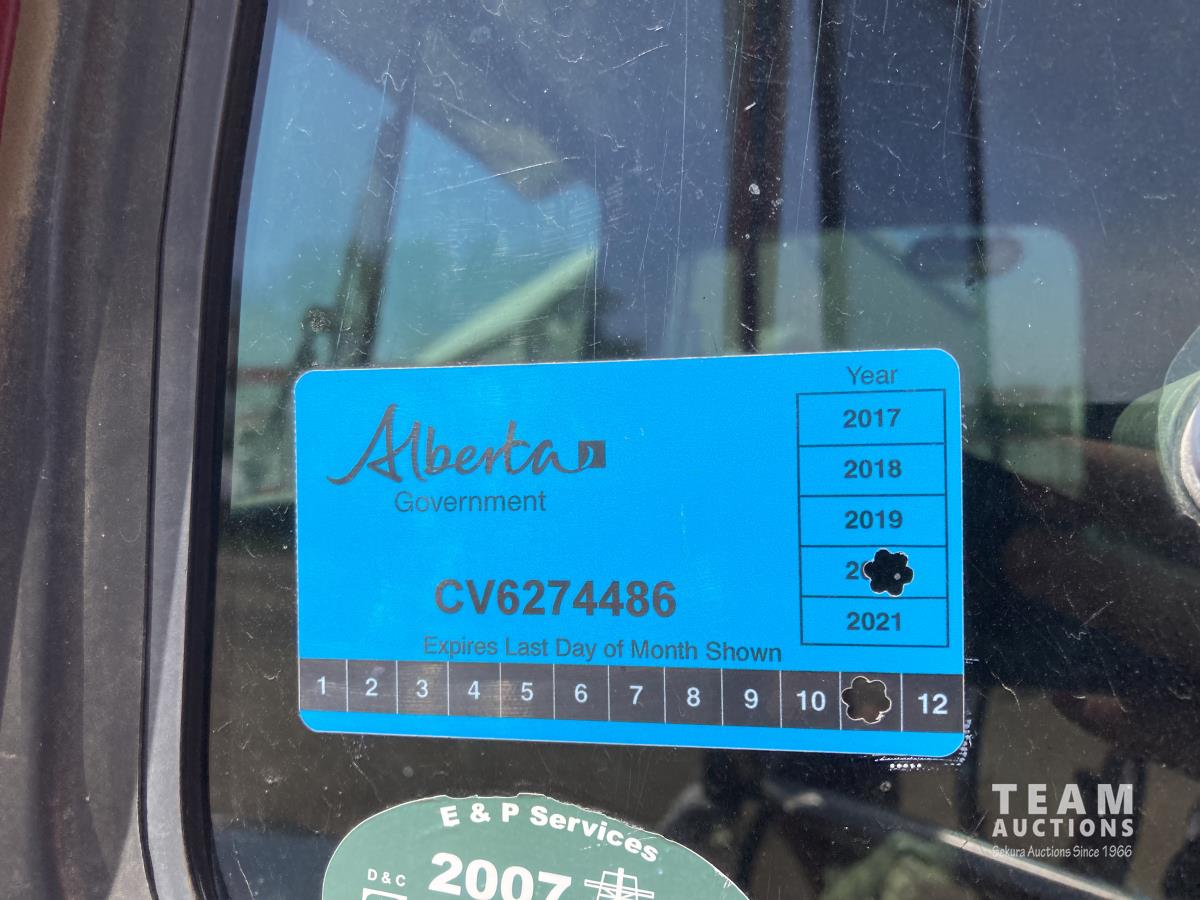 Year
2017
2018
2019
2
2021
Alberta
Government
CV6274486
Expires Last Day of Month Shown
1 2 3 4 5 6 7 8 9 10 12
E & P Services
D & C
2007
TEAM
AUCTIONS
Sekura Auctions Since 1966